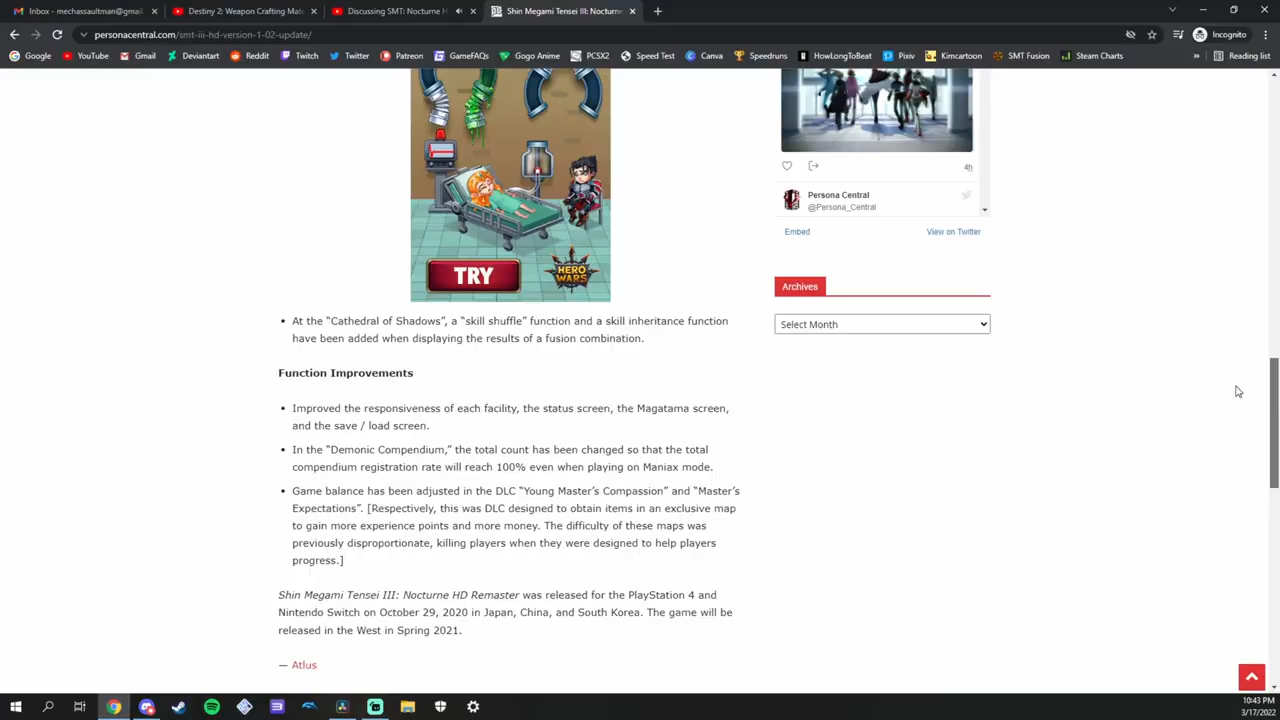 Inbox - mechassaultman@gmail
Destiny 2: Weapon Crafting Mate
Discussing SMT: Nocturne H
Shin Megami Tensei III: Nocturne
personacentral.com/smt-iii-hd-version-1-02-update/
Incognito
Google YouTube Gmail Deviantart Reddit Twitch Twitter Patreon GameFAQs Gogo Anime PCSX2 Speed Test Canva Speedruns HowLongToBeat Pixiv Kimcartoon SMT Fusion Steam Charts » Reading list
4h
Persona Central
@Persona_Central
Embed View on Twitter
TRY
HERO WARS
Archives
Select Month
• At the “Cathedral of Shadows”, a “skill shuffle” function and a skill inheritance function
have been added when displaying the results of a fusion combination.
Function Improvements
• Improved the responsiveness of each facility, the status screen, the Magatama screen,
and the save / load screen.
• In the “Demonic Compendium,” the total count has been changed so that the total
compendium registration rate will reach 100% even when playing on Maniax mode.
• Game balance has been adjusted in the DLC “Young Master’s Compassion” and “Master’s
Expectations”. [Respectively, this was DLC designed to obtain items in an exclusive map
to gain more experience points and more money. The difficulty of these maps was
previously disproportionate, killing players when they were designed to help players
progress.]
Shin Megami Tensei III: Nocturne HD Remaster was released for the PlayStation 4 and
Nintendo Switch on October 29, 2020 in Japan, China, and South Korea. The game will be
released in the West in Spring 2021.
— Atlus
10:43 PM
3/17/2022